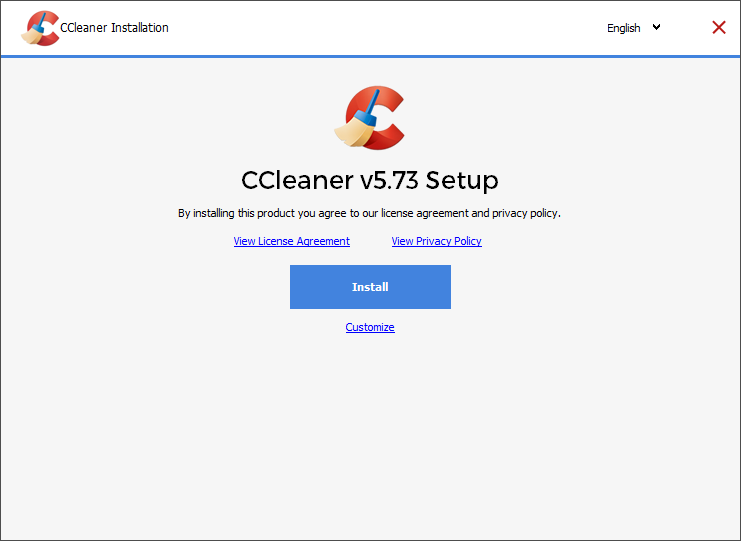 CCleaner Installation
English
CCleaner v5.73 Setup
By installing this product you agree to our license agreement and privacy policy.
View License Agreement
View Privacy Policy
Install
Customize